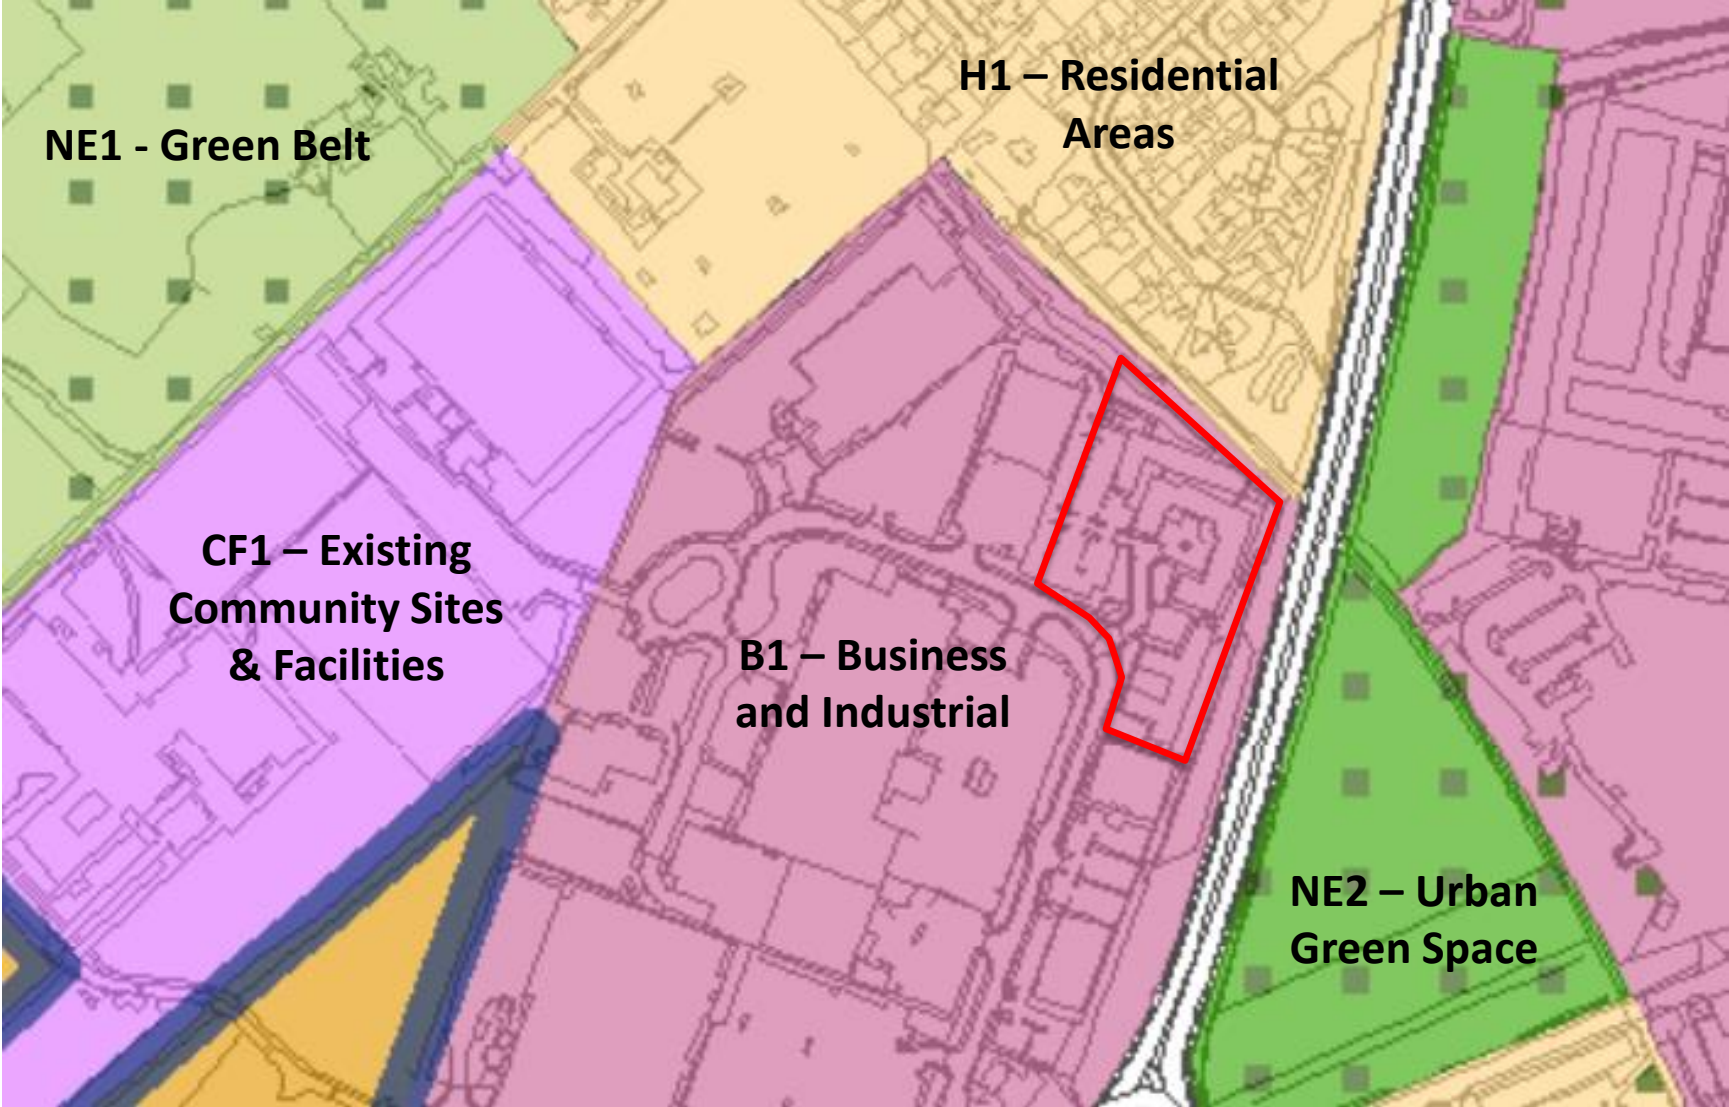 H1 – Residential
Areas
NE1 - Green Belt
CF1 – Existing
Community Sites
& Facilities
B1 – Business
and Industrial
NE2 – Urban
Green Space